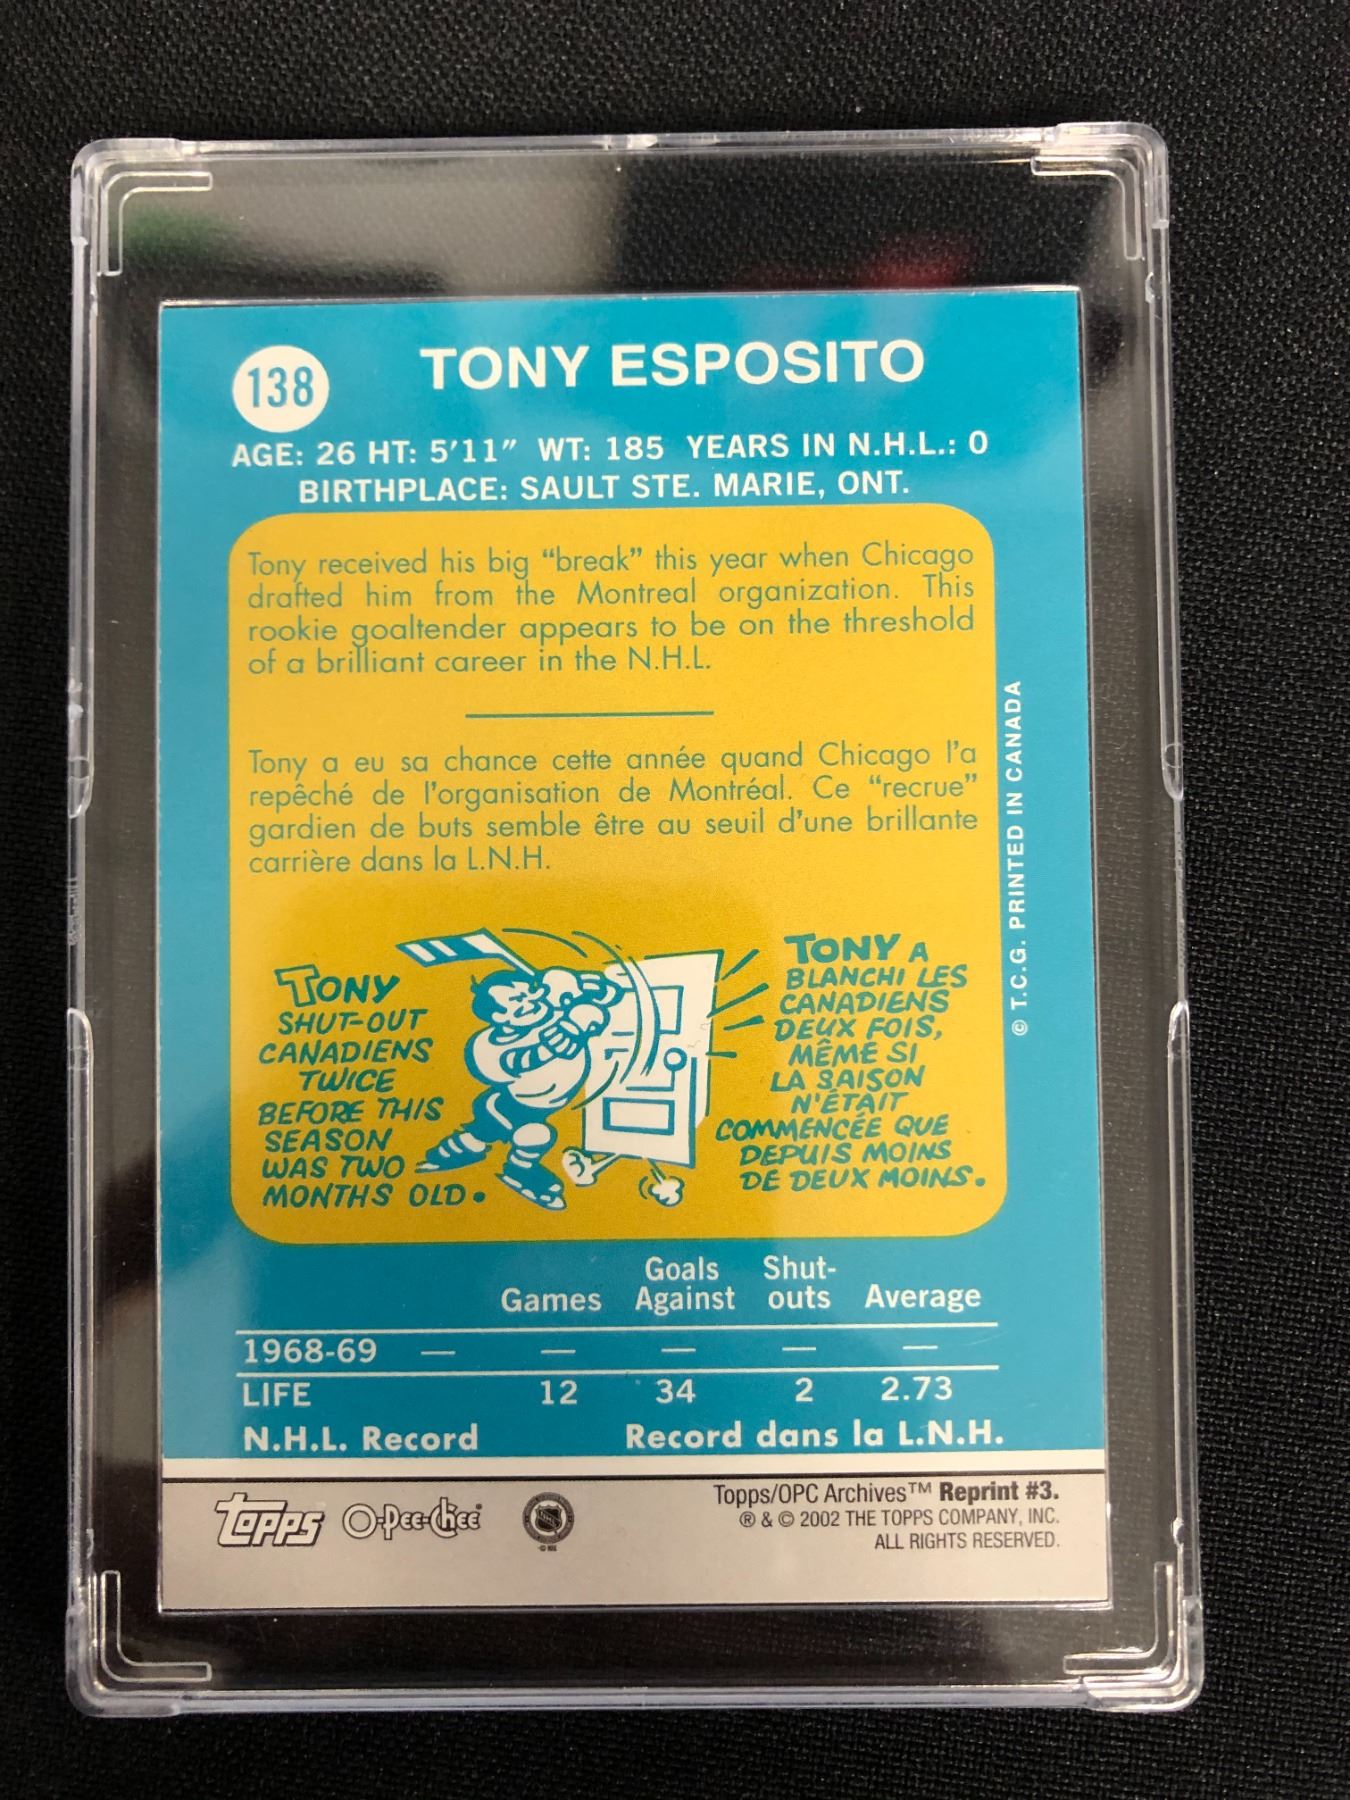 138
TONY ESPOSITO
AGE: 26 HT: 5'11" WT: 185 YEARS IN N.H.L.: 0
BIRTHPLACE: SAULT STE. MARIE, ONT.
Tony received his big “break” this year when Chicago
drafted him from the Montreal organization. This
rookie goaltender appears to be on the threshold
of a brilliant career in the N.H.L.
Tony a eu sa chance cette année quand Chicago l'a
repêché de l'organisation de Montréal. Ce “recrue”
gardien de buts semble être au seuil d'une brillante
carrière dans la L.N.H.
TONY
SHUT-OUT
CANADIENS
TWICE
BEFORE THIS
SEASON
WAS TWO
MONTHS OLD.
TONY A
BLANCHI LES
CANADIENS
DEUX FOIS,
MÊME SI
LA SAISON
N'ÉTAIT
COMMENCÉE QUE
DEPUIS MOINS
DE DEUX MOINS.
© T.C.G. PRINTED IN CANADA
Games Goals Against Shut-outs Average
1968-69 — — — — —
LIFE 12 34 2 2.73
N.H.L. Record Record dans la L.N.H.
Topps O-Pee-Chee
Topps/OPC Archives™ Reprint #3.
® & © 2002 THE TOPPS COMPANY, INC.
ALL RIGHTS RESERVED.